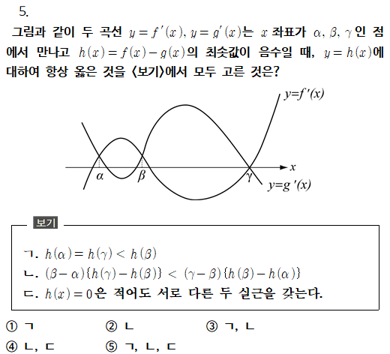 5.
그림과 같이 두 곡선 y=f′(x), y=g′(x)는 x 좌표가 α, β, γ인 점
에서 만나고 h(x)=f(x)−g(x)의 최솟값이 음수일 때, y=h(x)에
대하여 항상 옳은 것을 <보기>에서 모두 고른 것은?
y=f′(x)
x
α
β
γ
y=g′(x)
보기
ㄱ. h(α)=h(γ)<h(β)
ㄴ. (β−α){h(γ)−h(β)} < (γ−β){h(β)−h(α)}
ㄷ. h(x)=0은 적어도 서로 다른 두 실근을 갖는다.
① ㄱ ② ㄴ ③ ㄱ, ㄴ
④ ㄴ, ㄷ ⑤ ㄱ, ㄴ, ㄷ